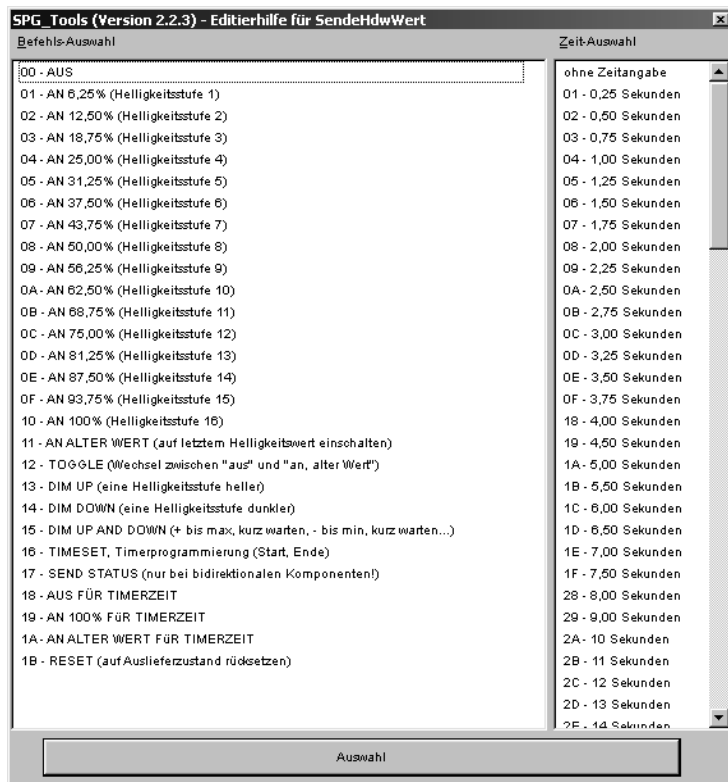 SPG_Tools (Version 2.2.3) - Editierhilfe für SendeHdwWert
Befehls-Auswahl
00 - AUS
01 - AN 6,25% (Helligkeitsstufe 1)
02 - AN 12,50% (Helligkeitsstufe 2)
03 - AN 18,75% (Helligkeitsstufe 3)
04 - AN 25,00% (Helligkeitsstufe 4)
05 - AN 31,25% (Helligkeitsstufe 5)
06 - AN 37,50% (Helligkeitsstufe 6)
07 - AN 43,75% (Helligkeitsstufe 7)
08 - AN 50,00% (Helligkeitsstufe 8)
09 - AN 56,25% (Helligkeitsstufe 9)
0A - AN 62,50% (Helligkeitsstufe 10)
0B - AN 68,75% (Helligkeitsstufe 11)
0C - AN 75,00% (Helligkeitsstufe 12)
0D - AN 81,25% (Helligkeitsstufe 13)
0E - AN 87,50% (Helligkeitsstufe 14)
0F - AN 93,75% (Helligkeitsstufe 15)
10 - AN 100% (Helligkeitsstufe 16)
11 - AN ALTER WERT (auf letztem Helligkeitswert einschalten)
12 - TOGGLE (Wechsel zwischen "aus" und "an, alter Wert")
13 - DIM UP (eine Helligkeitsstufe heller)
14 - DIM DOWN (eine Helligkeitsstufe dunkler)
15 - DIM UP AND DOWN (+ bis max, kurz warten, - bis min, kurz warten...)
16 - TIMESET, Timerprogrammierung (Start, Ende)
17 - SEND STATUS (nur bei bidirektionalen Komponenten!)
18 - AUS FÜR TIMERZEIT
19 - AN 100% FüR TIMERZEIT
1A - AN ALTER WERT FüR TIMERZEIT
1B - RESET (auf Auslieferzustand rücksetzen)
Zeit-Auswahl
ohne Zeitangabe
01 - 0,25 Sekunden
02 - 0,50 Sekunden
03 - 0,75 Sekunden
04 - 1,00 Sekunden
05 - 1,25 Sekunden
06 - 1,50 Sekunden
07 - 1,75 Sekunden
08 - 2,00 Sekunden
09 - 2,25 Sekunden
0A - 2,50 Sekunden
0B - 2,75 Sekunden
0C - 3,00 Sekunden
0D - 3,25 Sekunden
0E - 3,50 Sekunden
0F - 3,75 Sekunden
18 - 4,00 Sekunden
19 - 4,50 Sekunden
1A - 5,00 Sekunden
1B - 5,50 Sekunden
1C - 6,00 Sekunden
1D - 6,50 Sekunden
1E - 7,00 Sekunden
1F - 7,50 Sekunden
28 - 8,00 Sekunden
29 - 9,00 Sekunden
2A - 10 Sekunden
2B - 11 Sekunden
2C - 12 Sekunden
2D - 13 Sekunden
2E - 14 Sekunden
Auswahl